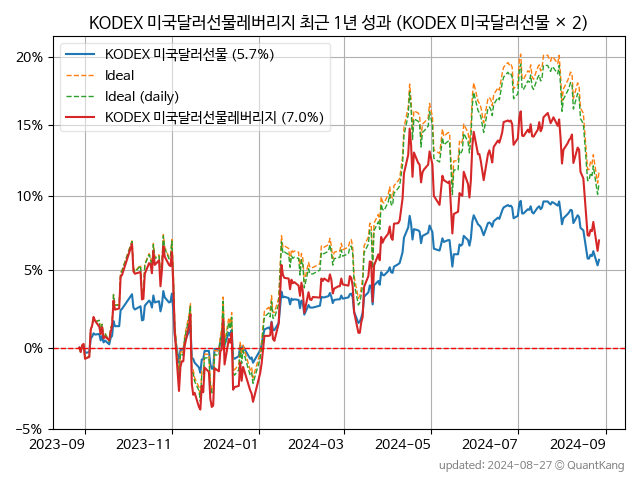 KODEX 미국달러선물레버리지 최근 1년 성과 (KODEX 미국달러선물 × 2)
KODEX 미국달러선물 (5.7%)
Ideal
Ideal (daily)
KODEX 미국달러선물레버리지 (7.0%)
20%
15%
10%
5%
0%
−5%
2023−09
2023−11
2024−01
2024−03
2024−05
2024−07
2024−09
updated: 2024-08-27 © QuantKang